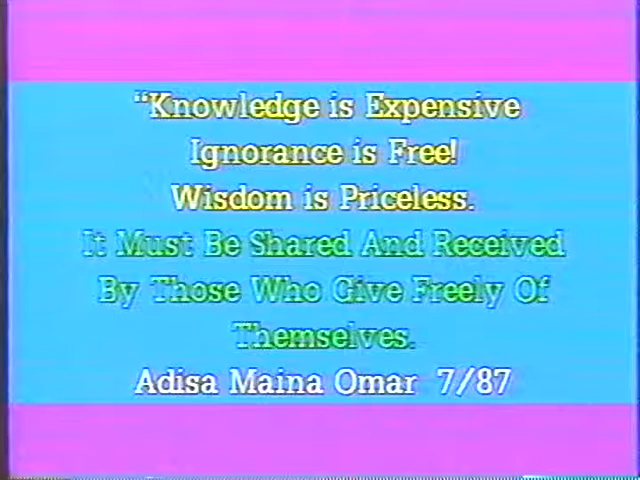 “Knowledge is Expensive
Ignorance is Free!
Wisdom is Priceless.
It Must Be Shared And Received
By Those Who Give Freely Of
Themselves.
Adisa Maina Omar 7/87